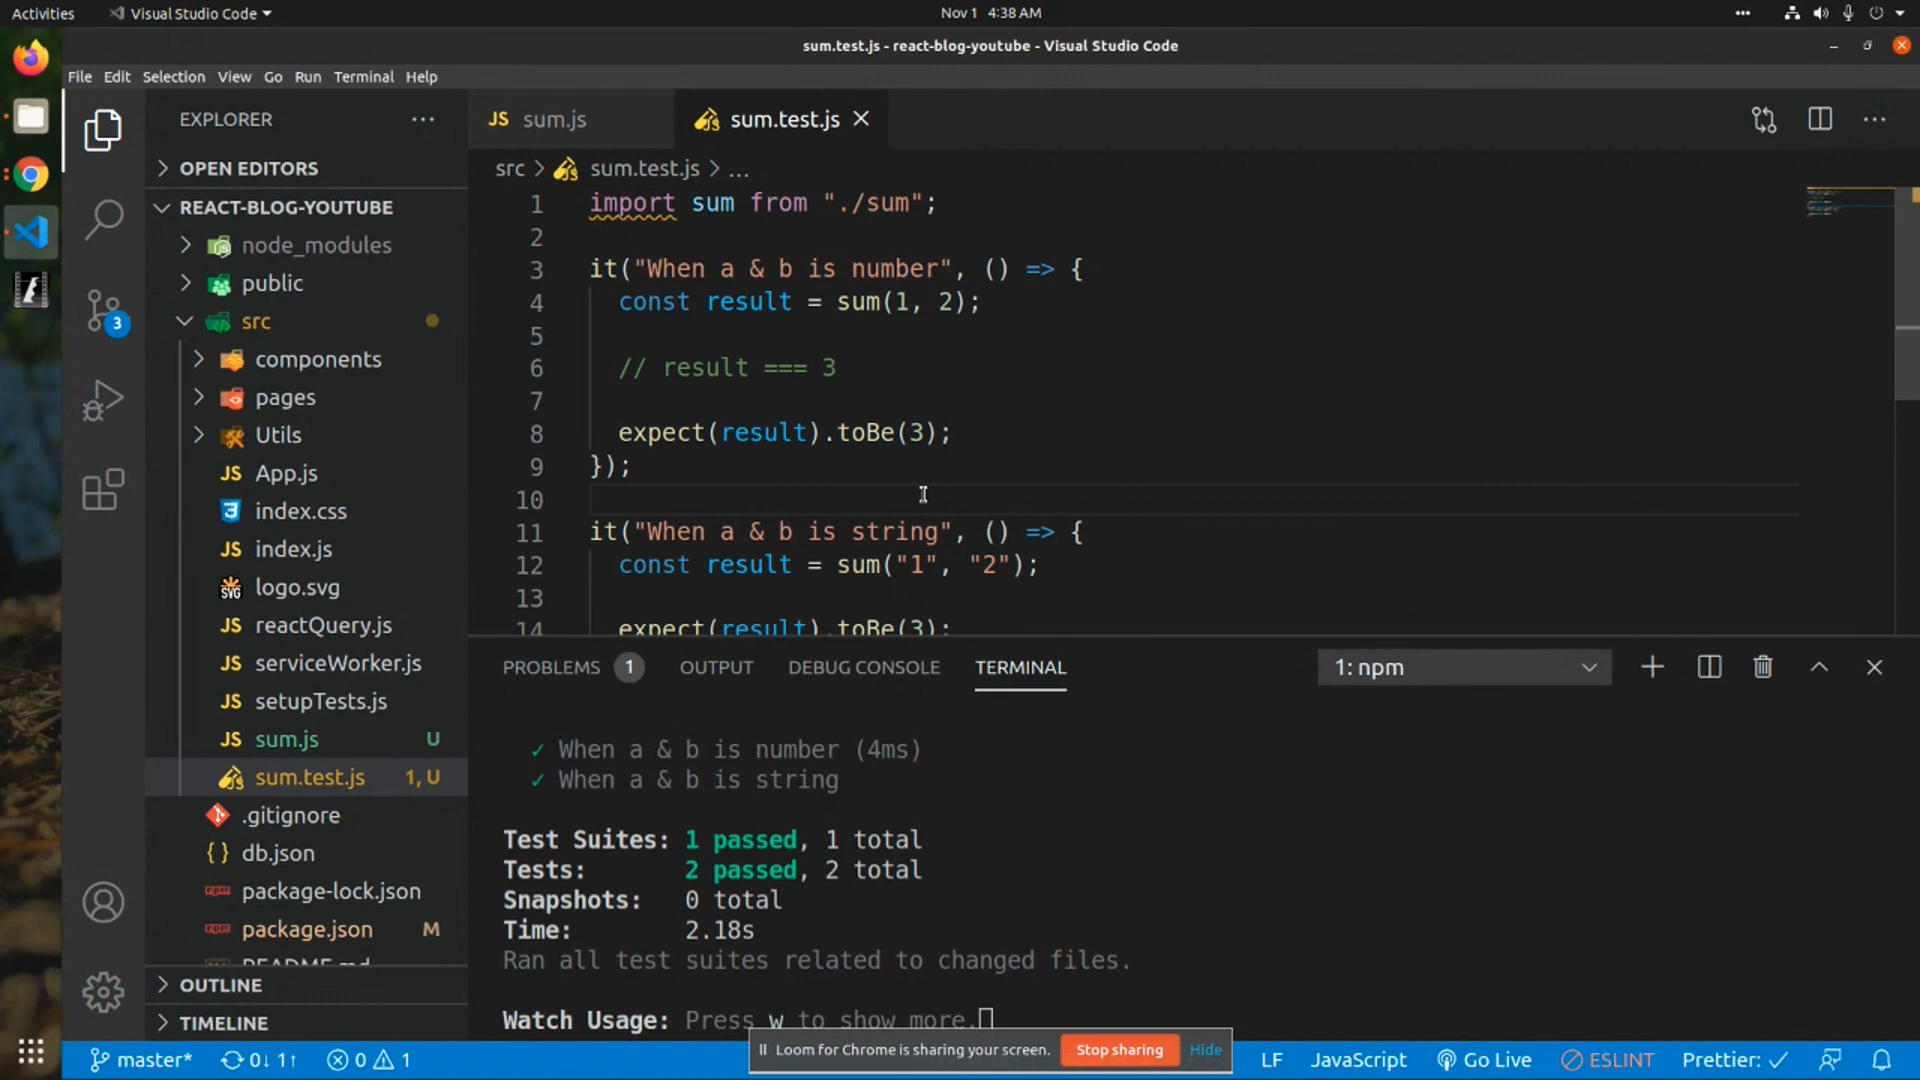 Activities
Visual Studio Code
Nov 1 4:38 AM
sum.test.js - react-blog-youtube - Visual Studio Code
File Edit Selection View Go Run Terminal Help
EXPLORER
OPEN EDITORS
REACT-BLOG-YOUTUBE
node_modules
public
src
components
pages
Utils
JS App.js
index.css
JS index.js
logo.svg
JS reactQuery.js
JS serviceWorker.js
JS setupTests.js
JS sum.js U
sum.test.js 1, U
.gitignore
{ } db.json
package-lock.json
package.json M
README.md
OUTLINE
TIMELINE
3
JS sum.js
sum.test.js
src > sum.test.js > ...
1 import sum from "./sum";
2
3 it("When a & b is number", () => {
4 const result = sum(1, 2);
5
6 // result === 3
7
8 expect(result).toBe(3);
9 });
10
11 it("When a & b is string", () => {
12 const result = sum("1", "2");
13
14 expect(result).toBe(3);
PROBLEMS 1 OUTPUT DEBUG CONSOLE TERMINAL
1: npm
✓ When a & b is number (4ms)
✓ When a & b is string
Test Suites: 1 passed, 1 total
Tests: 2 passed, 2 total
Snapshots: 0 total
Time: 2.18s
Ran all test suites related to changed files.
Watch Usage: Press w to show more.
Loom for Chrome is sharing your screen.
Stop sharing
Hide
master*
0↓ 1↑
0 1
LF
JavaScript
Go Live
ESLINT
Prettier: ✓